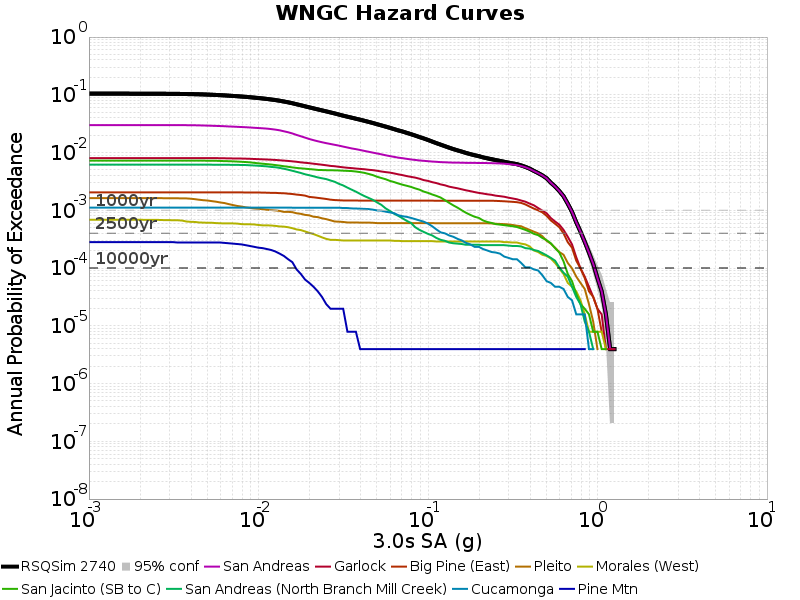 WNGC Hazard Curves
Annual Probability of Exceedance
10^0
10^-1
10^-2
10^-3
10^-4
10^-5
10^-6
10^-7
10^-8
1000yr
2500yr
10000yr
10^-3 10^-2 10^-1 10^0 10^1
3.0s SA (g)
RSQSim 2740 95% conf San Andreas Garlock Big Pine (East) Pleito Morales (West)
San Jacinto (SB to C) San Andreas (North Branch Mill Creek) Cucamonga Pine Mtn